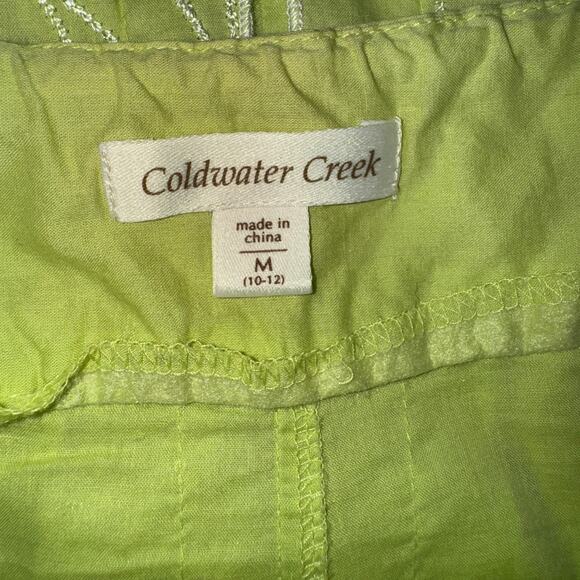 Coldwater Creek
made in
china
M
(10-12)